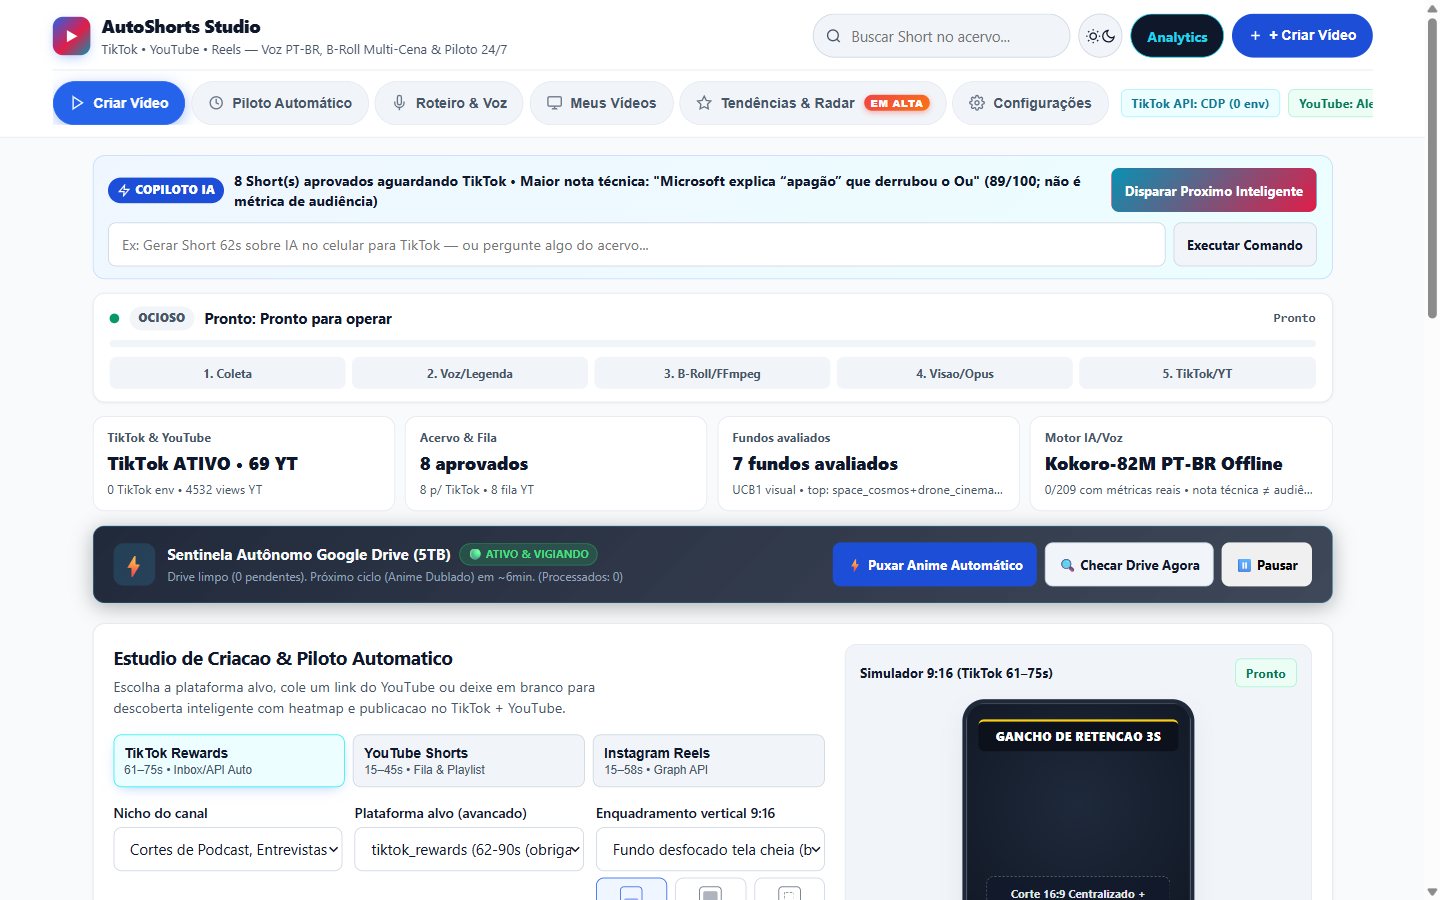 AutoShorts Studio
TikTok • YouTube • Reels — Voz PT-BR, B-Roll Multi-Cena & Piloto 24/7
Buscar Short no acervo...
Analytics
+ Criar Vídeo
Criar Vídeo
Piloto Automático
Roteiro & Voz
Meus Vídeos
Tendências & Radar
EM ALTA
Configurações
TikTok API: CDP (0 env)
YouTube: Ale
COPILOTO IA
8 Short(s) aprovados aguardando TikTok • Maior nota técnica: "Microsoft explica “apagão” que derrubou o Ou" (89/100; não é
métrica de audiência)
Disparar Proximo Inteligente
Ex: Gerar Short 62s sobre IA no celular para TikTok — ou pergunte algo do acervo...
Executar Comando
OCIOSO
Pronto: Pronto para operar
Pronto
1. Coleta
2. Voz/Legenda
3. B-Roll/FFmpeg
4. Visao/Opus
5. TikTok/YT
TikTok & YouTube
TikTok ATIVO • 69 YT
0 TikTok env • 4532 views YT
Acervo & Fila
8 aprovados
8 p/ TikTok • 8 fila YT
Fundos avaliados
7 fundos avaliados
UCB1 visual • top: space_cosmos+drone_cinema...
Motor IA/Voz
Kokoro-82M PT-BR Offline
0/209 com métricas reais • nota técnica ≠ audiê...
Sentinela Autônomo Google Drive (5TB)
ATIVO & VIGIANDO
Drive limpo (0 pendentes). Próximo ciclo (Anime Dublado) em ~6min. (Processados: 0)
Puxar Anime Automático
Checar Drive Agora
Pausar
Estudio de Criacao & Piloto Automatico
Escolha a plataforma alvo, cole um link do YouTube ou deixe em branco para
descoberta inteligente com heatmap e publicacao no TikTok + YouTube.
TikTok Rewards
61–75s • Inbox/API Auto
YouTube Shorts
15–45s • Fila & Playlist
Instagram Reels
15–58s • Graph API
Nicho do canal
Cortes de Podcast, Entrevistas
Plataforma alvo (avancado)
tiktok_rewards (62-90s (obriga
Enquadramento vertical 9:16
Fundo desfocado tela cheia (b
Simulador 9:16 (TikTok 61–75s)
Pronto
GANCHO DE RETENCAO 3S
Corte 16:9 Centralizado +